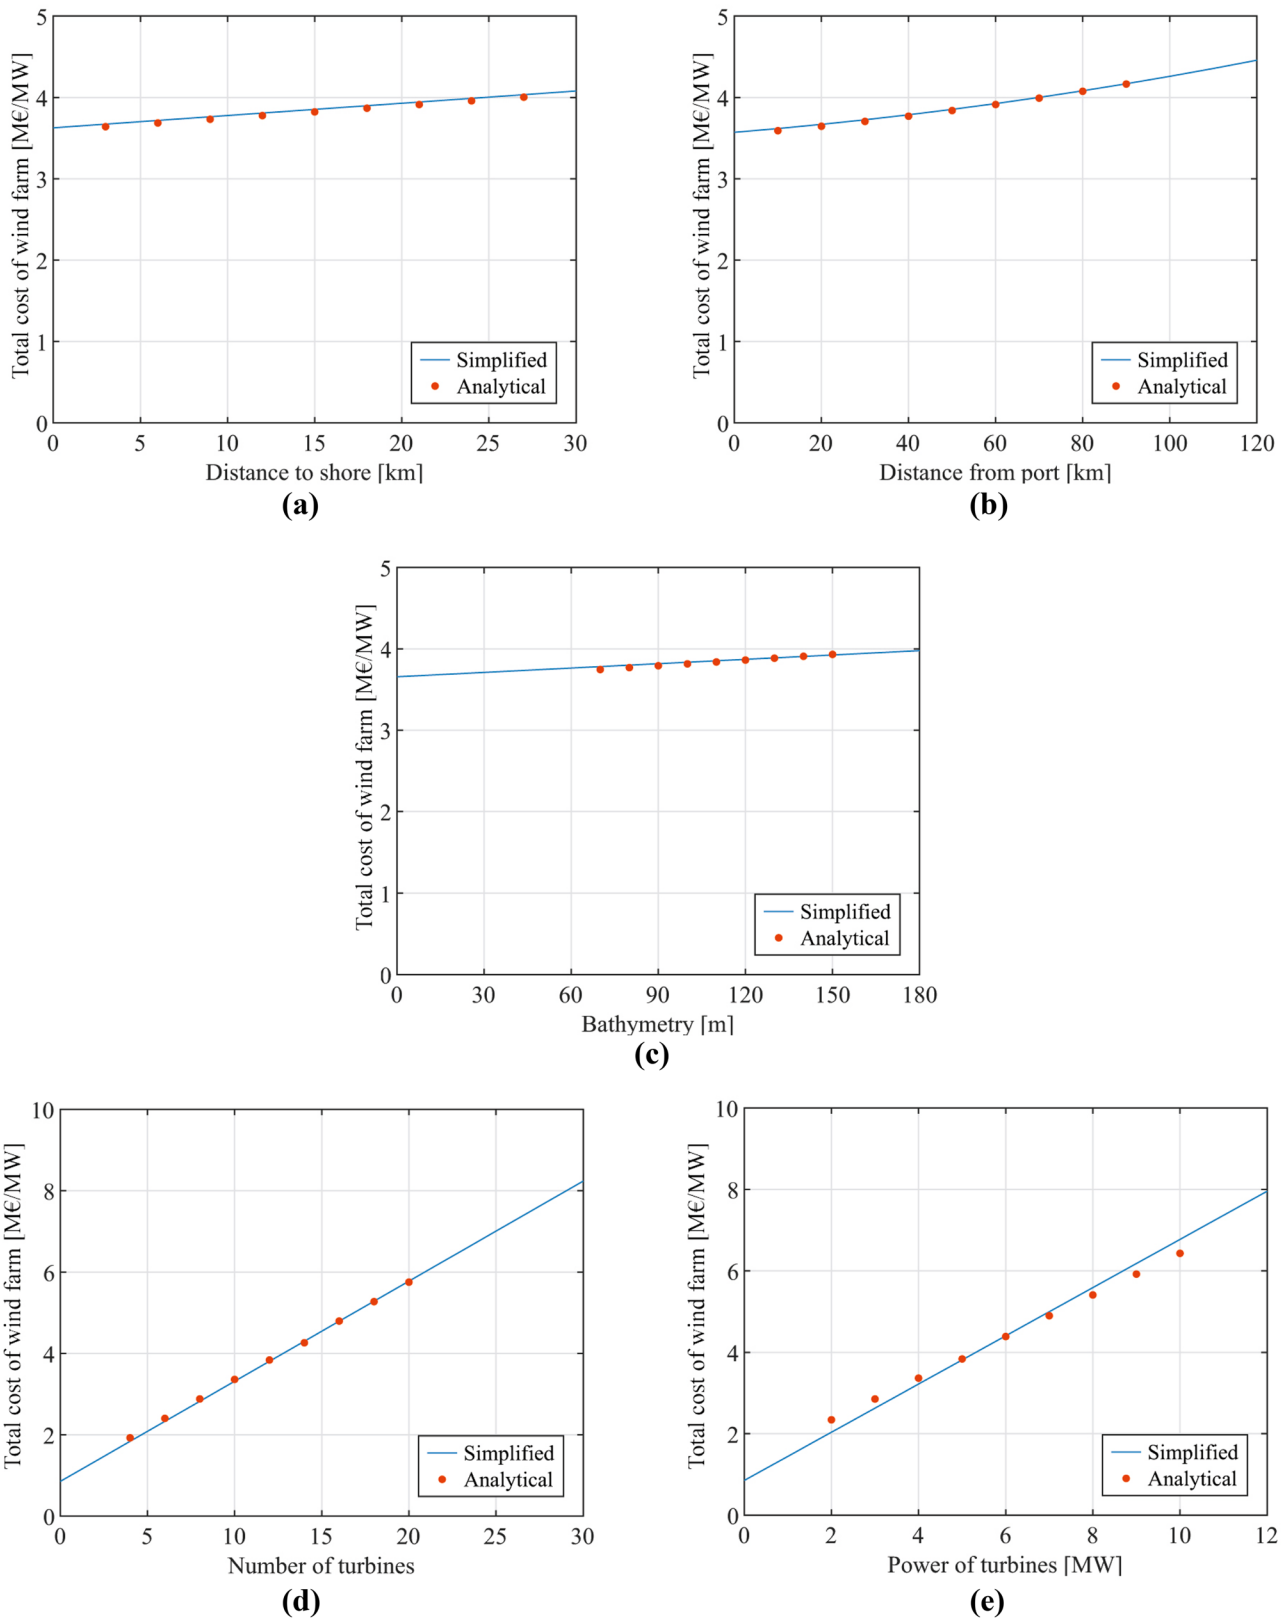 Total cost of wind farm [M€/MW]
5
4
3
2
1
0
0 5 10 15 20 25 30
Simplified
Analytical
Distance to shore [km]
(a)
Total cost of wind farm [M€/MW]
5
4
3
2
1
0
0 20 40 60 80 100 120
Simplified
Analytical
Distance from port [km]
(b)
Total cost of wind farm [M€/MW]
5
4
3
2
1
0
0 30 60 90 120 150 180
Simplified
Analytical
Bathymetry [m]
(c)
Total cost of wind farm [M€/MW]
10
8
6
4
2
0
0 5 10 15 20 25 30
Simplified
Analytical
Number of turbines
(d)
Total cost of wind farm [M€/MW]
10
8
6
4
2
0
0 2 4 6 8 10 12
Simplified
Analytical
Power of turbines [MW]
(e)